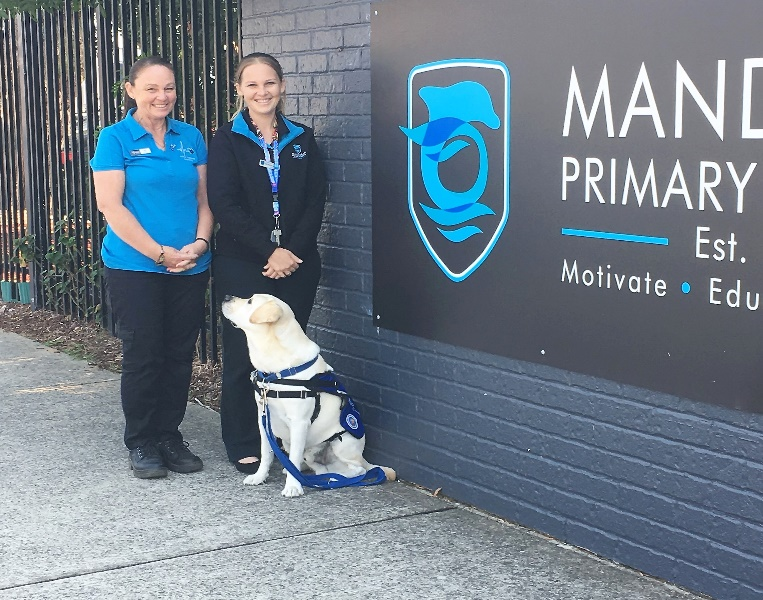 MAND
PRIMARY
Est.
Motivate • Edu